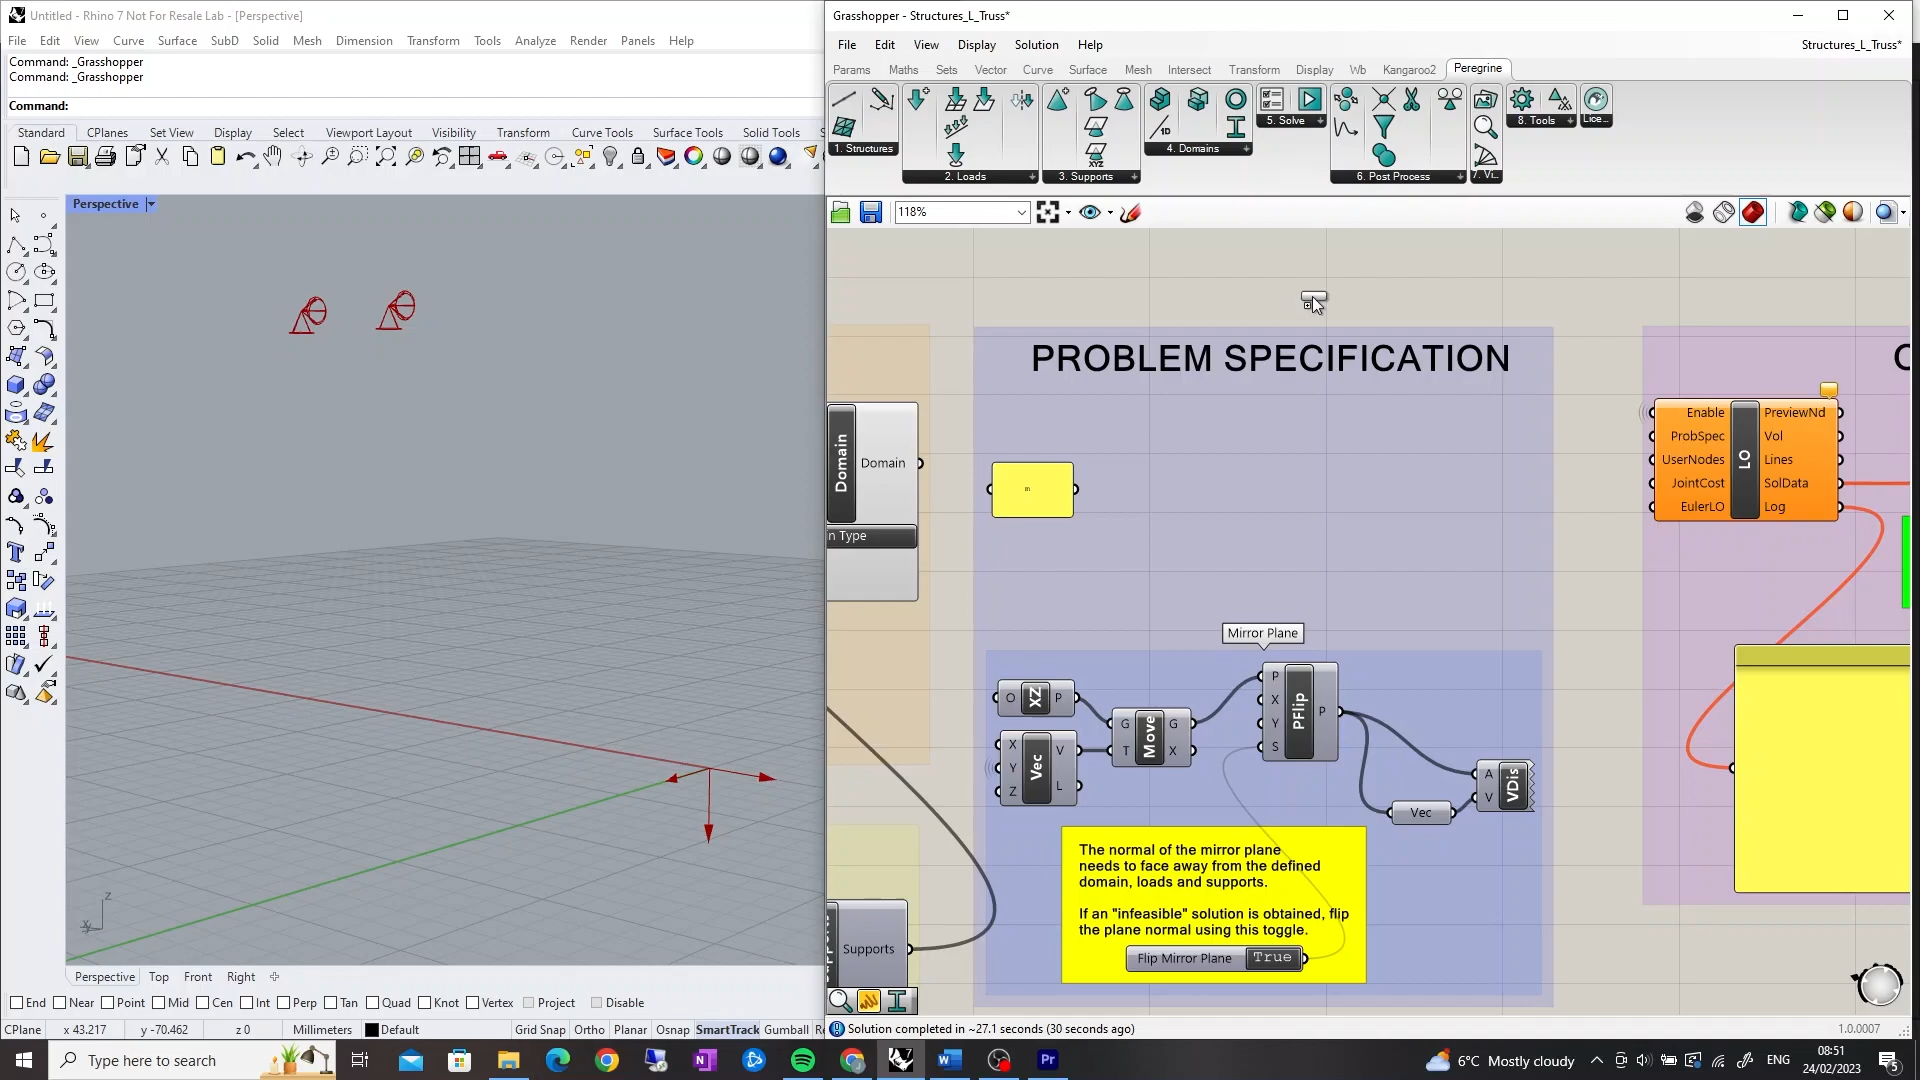 Untitled - Rhino 7 Not For Resale Lab - [Perspective]
File Edit View Curve Surface SubD Solid Mesh Dimension Transform Tools Analyze Render Panels Help
Command: _Grasshopper
Command: _Grasshopper
Command:
Standard CPlanes Set View Display Select Viewport Layout Visibility Transform Curve Tools Surface Tools Solid Tools
Perspective
z
x
Perspective Top Front Right
End Near Point Mid Cen Int Perp Tan Quad Knot Vertex Project Disable
CPlane x 43.217 y -70.462 z 0 Millimeters Default Grid Snap Ortho Planar Osnap SmartTrack Gumball
Grasshopper - Structures_L_Truss*
File Edit View Display Solution Help Structures_L_Truss*
Params Maths Sets Vector Curve Surface Mesh Intersect Transform Display Wb Kangaroo2 Peregrine
1. Structures 2. Loads 3. Supports 4. Domains 5. Solve 6. Post Process 7. Vi... 8. Tools Lice...
1D
XYZ
118%
PROBLEM SPECIFICATION
Domain Domain
n Type
m
Enable PreviewNd
ProbSpec Vol
UserNodes LO Lines
JointCost SolData
EulerLO Log
Mirror Plane
O XZ P
X Y Z Vec V L
G T Move G X
P X Y S PFlip P
Vec
A V VDis
The normal of the mirror plane
needs to face away from the defined
domain, loads and supports.
If an "infeasible" solution is obtained, flip
the plane normal using this toggle.
Flip Mirror Plane True
Supports
Solution completed in ~27.1 seconds (30 seconds ago) 1.0.0007
Type here to search
6°C Mostly cloudy
ENG
08:51
24/02/2023
5